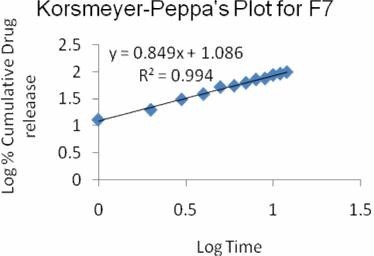 Korsmeyer-Peppa's Plot for F7
Log % Cumulative Drug
releease
2.5
2
1.5
1
0.5
0
y = 0.849x + 1.086
R² = 0.994
0
0.5
1
1.5
Log Time